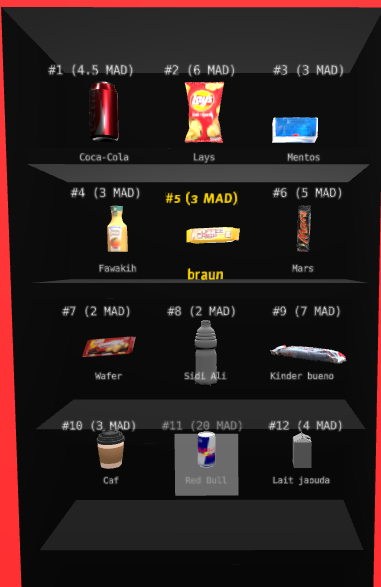 #1 (4.5 MAD) #2 (6 MAD) #3 (3 MAD)
Lays
Coca-Cola Lays Mentos
#4 (3 MAD) #5 (3 MAD) #6 (5 MAD)
Fawakih braun Mars
#7 (2 MAD) #8 (2 MAD) #9 (7 MAD)
Wafer Sidi Ali Kinder bueno
#10 (3 MAD) #11 (20 MAD) #12 (4 MAD)
Caf Red Bull Lait jaouda